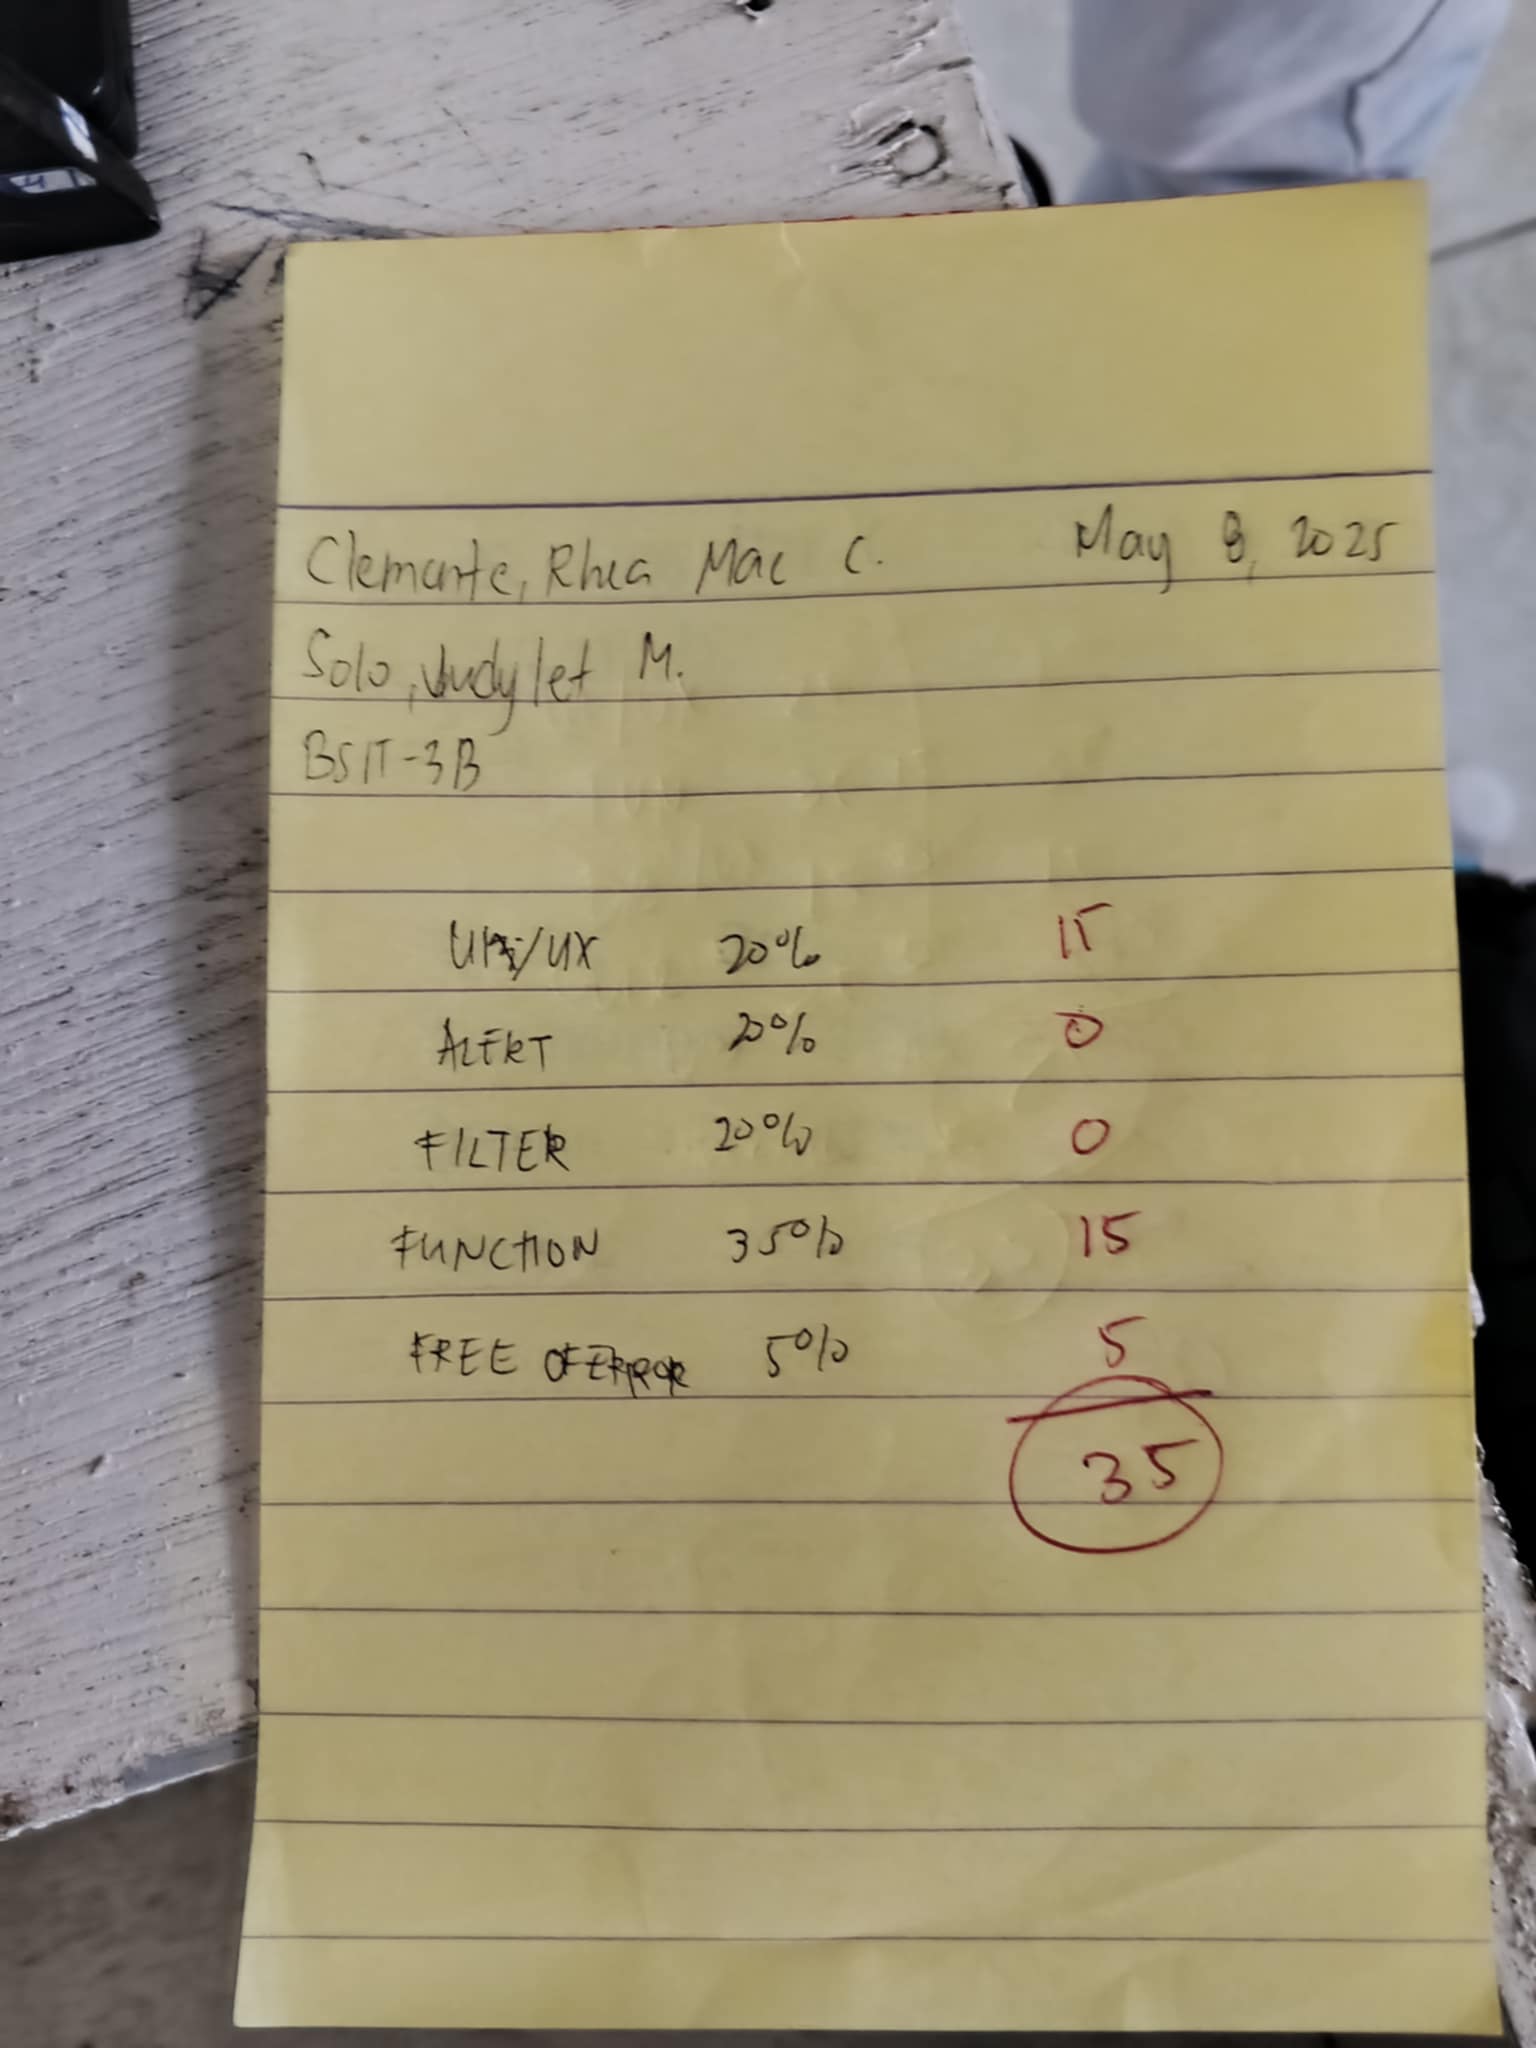 Clemente, Rhea Mae C. May 8, 2025
Solo, Judylet M.
BSIT-3B
UI/UX 20% 15
ALERT 20% 0
FILTER 20% 0
FUNCTION 35% 15
FREE OF ERROR 5% 5
35